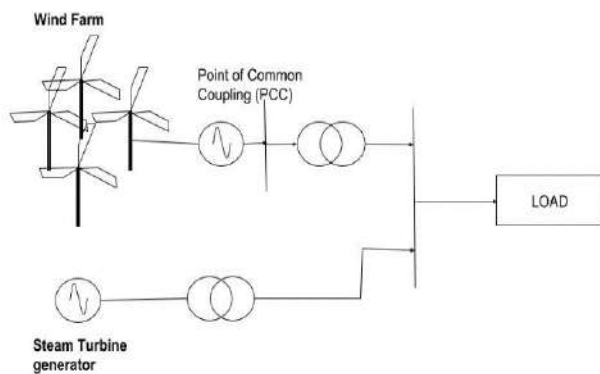 Wind Farm
Point of Common
Coupling (PCC)
LOAD
Steam Turbine
generator